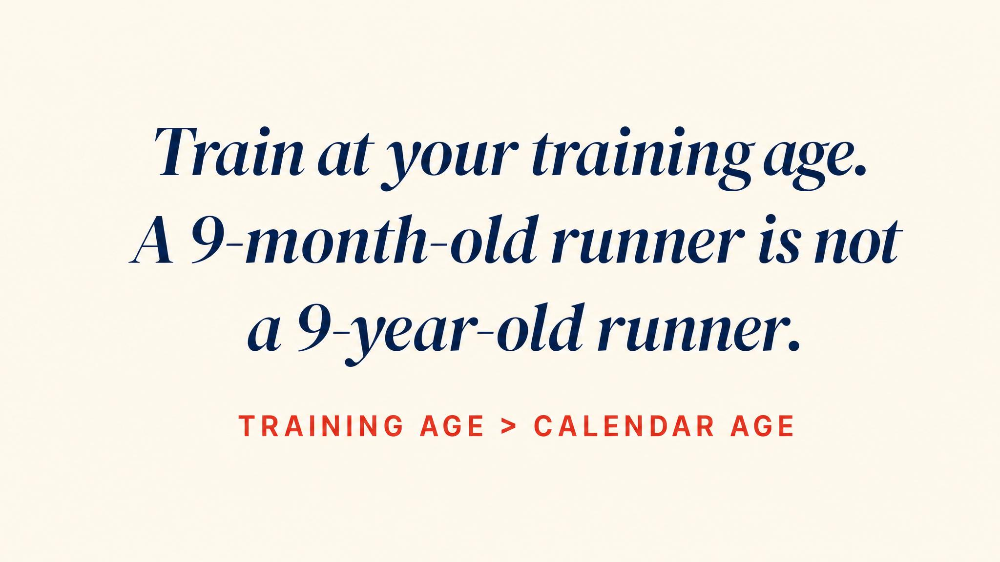 Train at your training age.
A 9-month-old runner is not
a 9-year-old runner.
TRAINING AGE > CALENDAR AGE